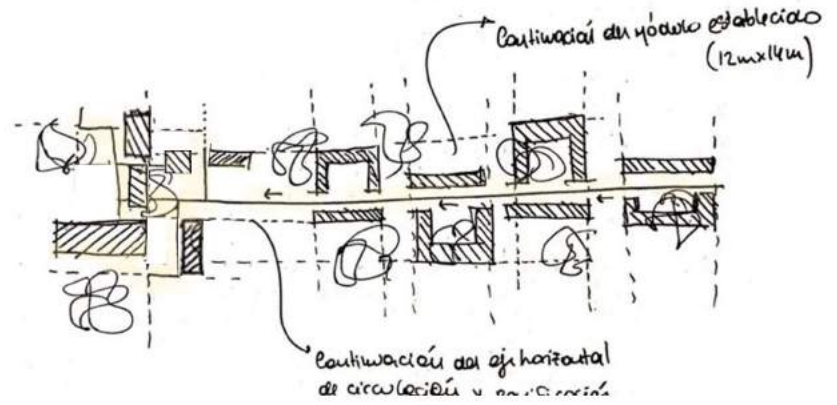 Continuación del módulo establecido
(12mx14m)
Continuación del eje horizontal
de circulación y